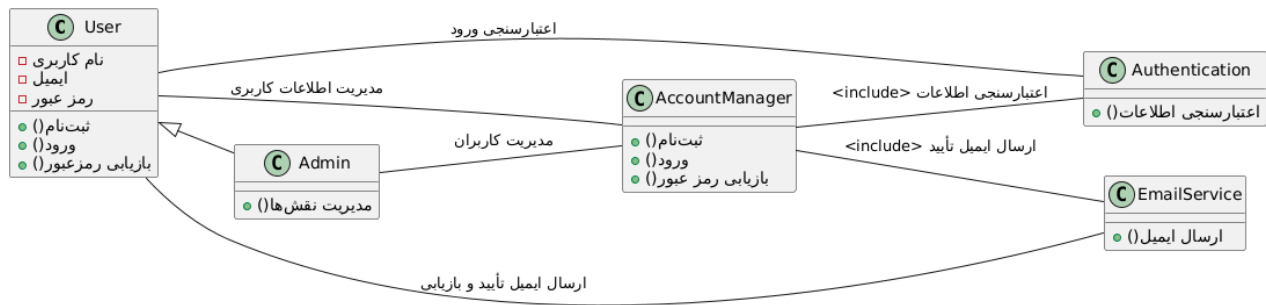 C User
نام کاربری
ایمیل
رمز عبور
ثبت‌نام()
ورود()
بازیابی رمزعبور()
C Admin
مدیریت نقش‌ها()
C AccountManager
ثبت‌نام()
ورود()
بازیابی رمز عبور()
C Authentication
اعتبارسنجی اطلاعات()
C EmailService
ارسال ایمیل()
اعتبارسنجی ورود
مدیریت اطلاعات کاربری
مدیریت کاربران
<include> اعتبارسنجی اطلاعات
<include> ارسال ایمیل تأیید
ارسال ایمیل تأیید و بازیابی